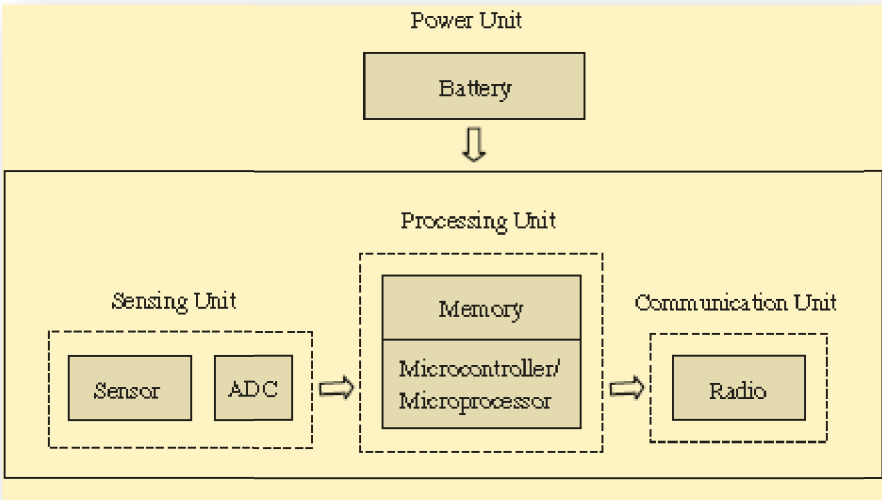 Power Unit
Battery
Processing Unit
Sensing Unit
Memory
Communication Unit
Sensor
ADC
Microcontroller/
Microprocessor
Radio